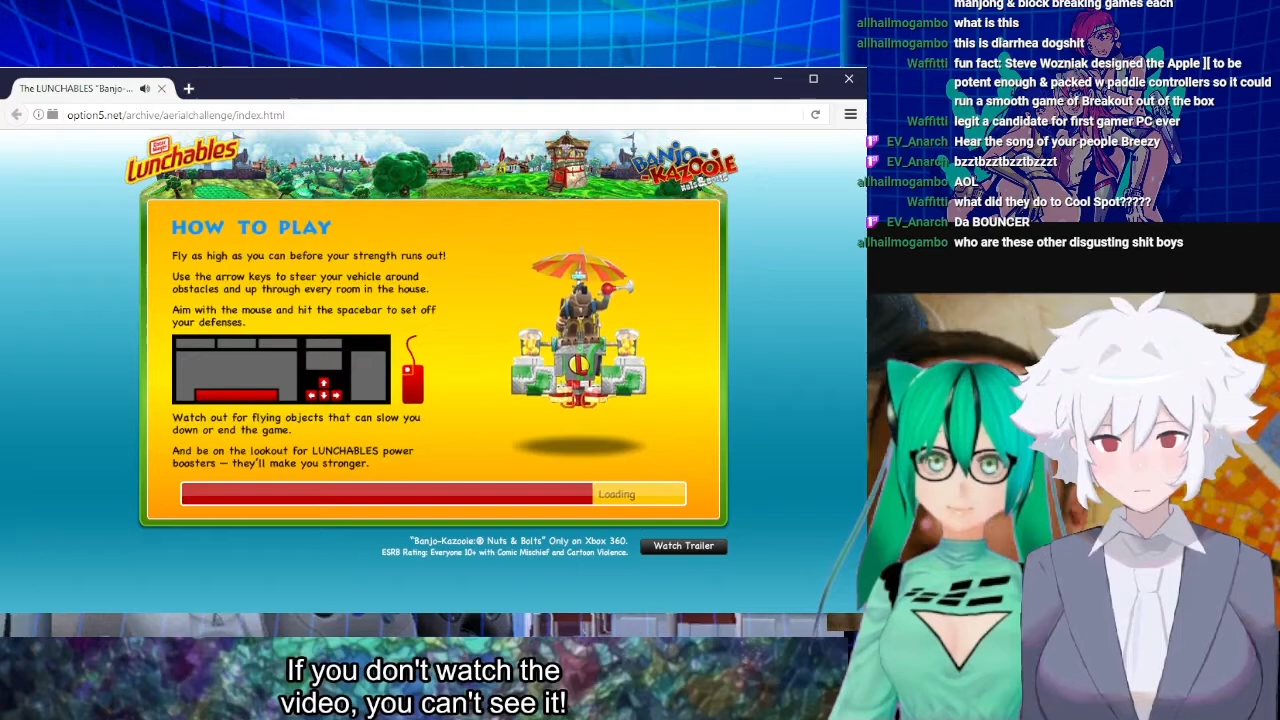 The LUNCHABLES "Banjo-...
option5.net/archive/aerialchallenge/index.html
Oscar Mayer
Lunchables
BANJO-KAZOOIE
Nuts & Bolts
HOW TO PLAY
Fly as high as you can before your strength runs out!
Use the arrow keys to steer your vehicle around
obstacles and up through every room in the house.
Aim with the mouse and hit the spacebar to set off
your defenses.
Watch out for flying objects that can slow you
down or end the game.
And be on the lookout for LUNCHABLES power
boosters — they'll make you stronger.
L
Loading
"Banjo-Kazooie:® Nuts & Bolts" Only on Xbox 360.
ESRB Rating: Everyone 10+ with Comic Mischief and Cartoon Violence.
Watch Trailer
manjong & block breaking games each
allhailmogambo what is this
allhailmogambo this is diarrhea dogshit
Waffitti fun fact: Steve Wozniak designed the Apple ][ to be
potent enough & packed w paddle controllers so it could
run a smooth game of Breakout out of the box
Waffitti legit a candidate for first gamer PC ever
EV_Anarch Hear the song of your people Breezy
EV_Anarch bzztbzztbzztbzzzt
allhailmogambo AOL
Waffitti what did they do to Cool Spot?????
EV_Anarch Da BOUNCER
allhailmogambo who are these other disgusting shit boys
If you don't watch the
video, you can't see it!